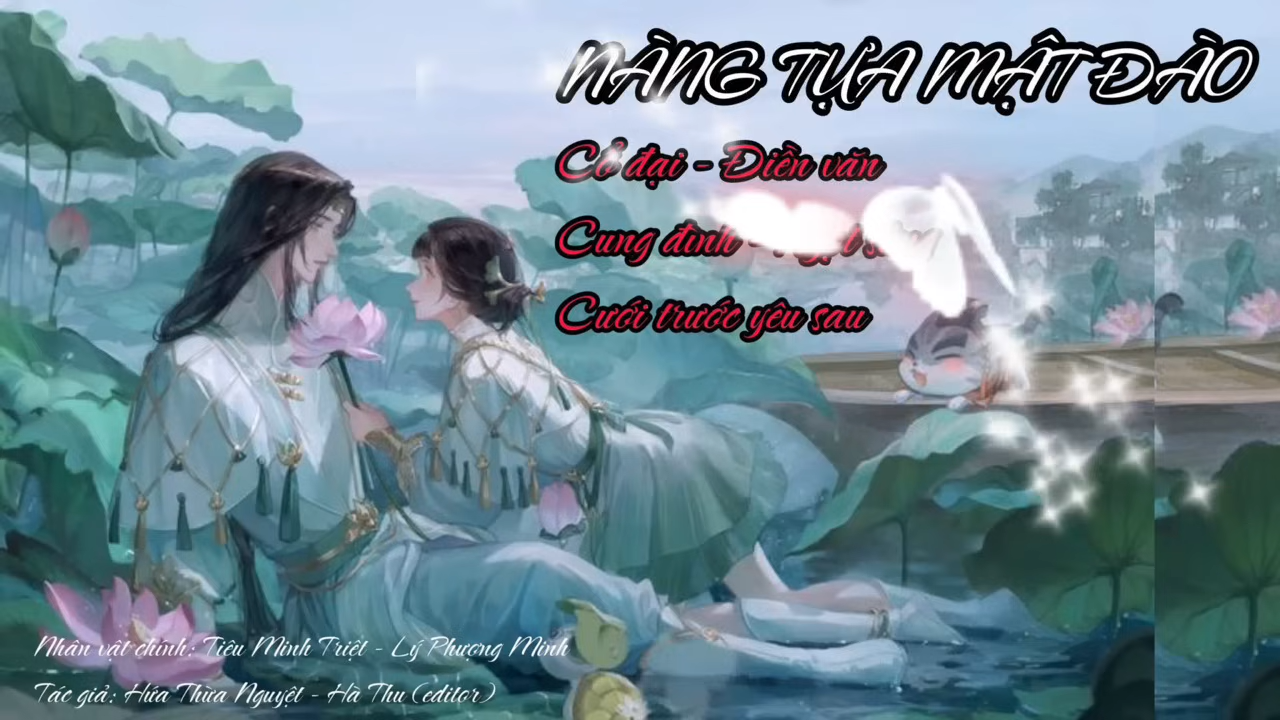 NÀNG TỰA MẬT ĐÀO
Cổ đại - Điền văn
Cung đình -
Cưới trước yêu sau
Nhân vật chính: Tiêu Minh Triệt - Lý Phượng Minh
Tác giả: Hứa Thừa Nguyệt - Hà Thu (editor)